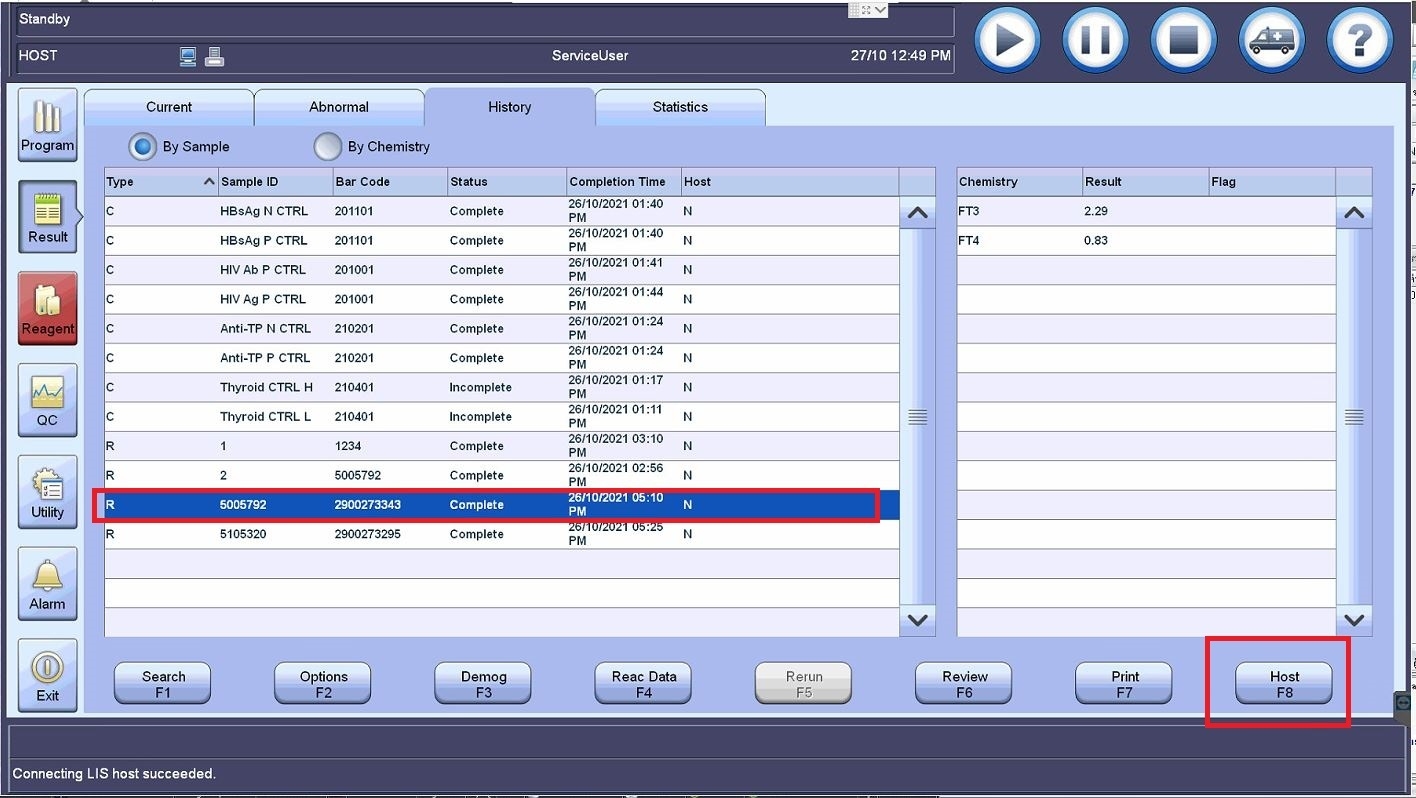 Standby
HOST ServiceUser 27/10 12:49 PM
?
Program
Result
Reagent
QC
Utility
Alarm
Exit
Current Abnormal History Statistics
By Sample By Chemistry
Type Sample ID Bar Code Status Completion Time Host
C HBsAg N CTRL 201101 Complete 26/10/2021 01:40 PM N
C HBsAg P CTRL 201101 Complete 26/10/2021 01:40 PM N
C HIV Ab P CTRL 201001 Complete 26/10/2021 01:41 PM N
C HIV Ag P CTRL 201001 Complete 26/10/2021 01:44 PM N
C Anti-TP N CTRL 210201 Complete 26/10/2021 01:24 PM N
C Anti-TP P CTRL 210201 Complete 26/10/2021 01:24 PM N
C Thyroid CTRL H 210401 Incomplete 26/10/2021 01:17 PM N
C Thyroid CTRL L 210401 Incomplete 26/10/2021 01:11 PM N
R 1 1234 Complete 26/10/2021 03:10 PM N
R 2 5005792 Complete 26/10/2021 02:56 PM N
R 5005792 2900273343 Complete 26/10/2021 05:10 PM N
R 5105320 2900273295 Complete 26/10/2021 05:25 PM N
Chemistry Result Flag
FT3 2.29
FT4 0.83
Search F1
Options F2
Demog F3
Reac Data F4
Rerun F5
Review F6
Print F7
Host F8
Connecting LIS host succeeded.